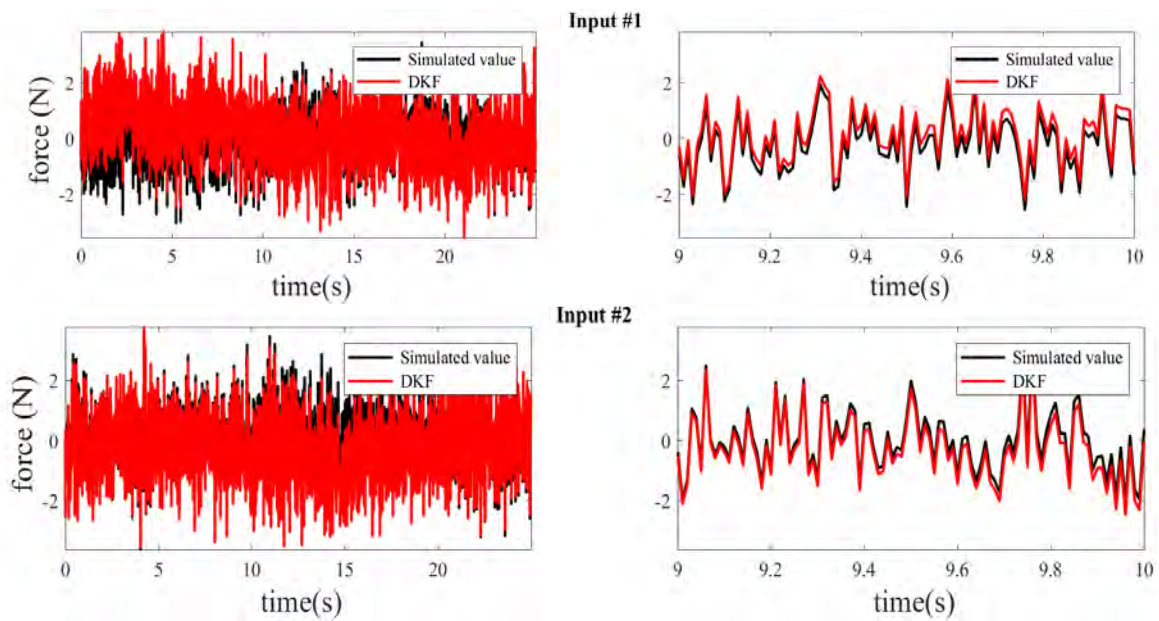 Input #1
Simulated value
DKF
force (N)
2
0
-2
0
5
10
15
20
time(s)
Simulated value
DKF
2
0
-2
9
9.2
9.4
9.6
9.8
10
time(s)
Input #2
Simulated value
DKF
force (N)
2
0
-2
0
5
10
15
20
time(s)
Simulated value
DKF
2
0
-2
9
9.2
9.4
9.6
9.8
10
time(s)